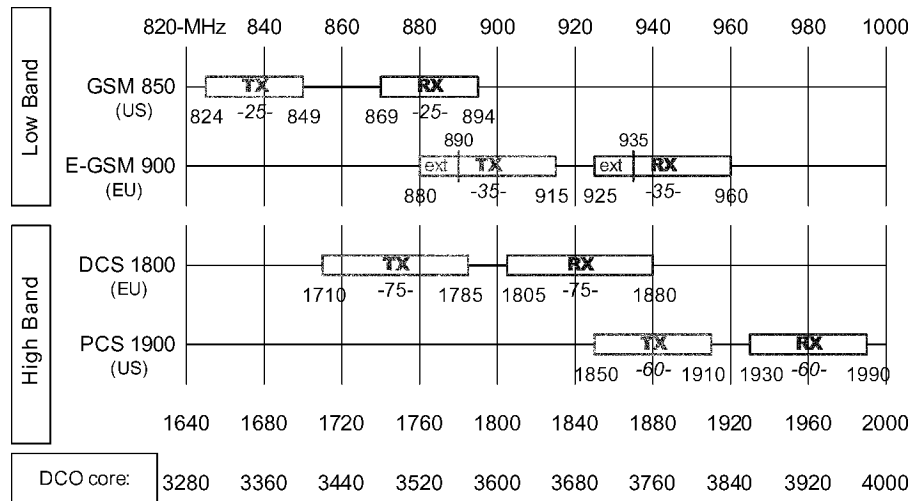 820-MHz 840 860 880 900 920 940 960 980 1000
Low Band
GSM 850
(US)
TX RX
824 -25- 849 869 -25- 894
890 935
E-GSM 900
(EU)
ext TX ext RX
880 -35- 915 925 -35- 960
High Band
DCS 1800
(EU)
TX RX
1710 -75- 1785 1805 -75- 1880
PCS 1900
(US)
TX RX
1850 -60- 1910 1930 -60- 1990
1640 1680 1720 1760 1800 1840 1880 1920 1960 2000
DCO core: 3280 3360 3440 3520 3600 3680 3760 3840 3920 4000